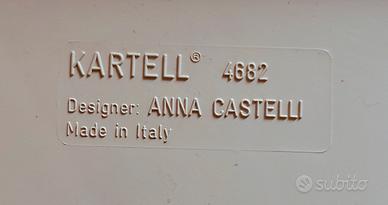 KARTELL® 4682
Designer: ANNA CASTELLI
Made in Italy
subito